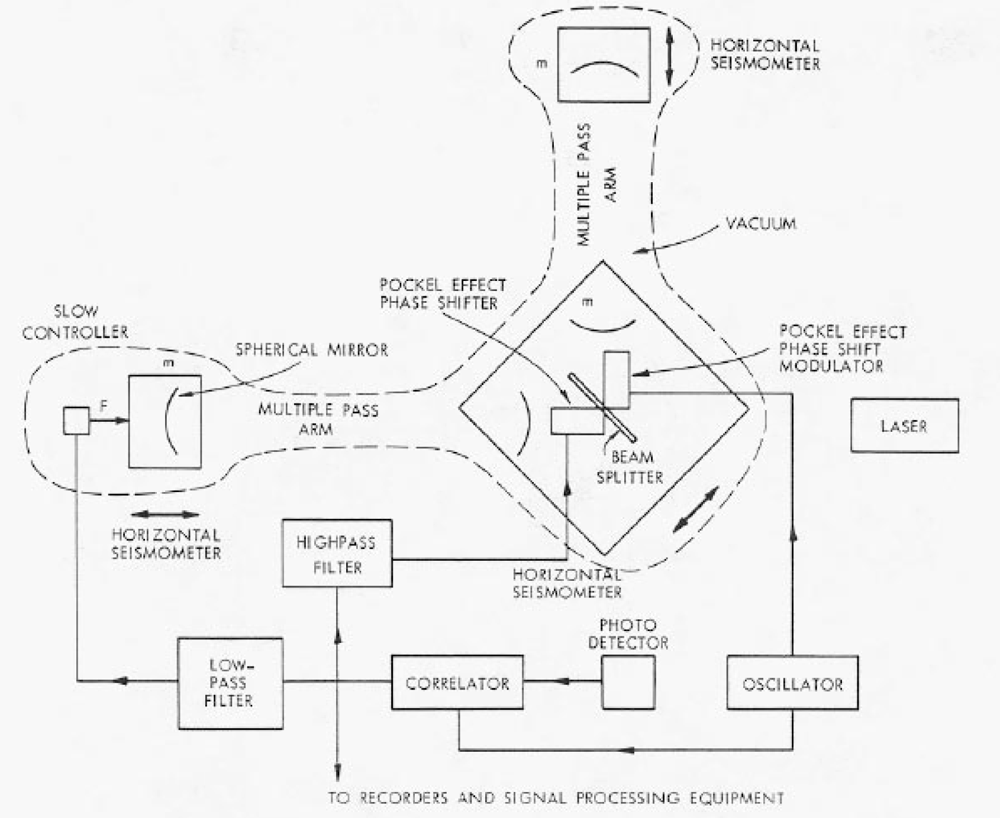 m
HORIZONTAL
SEISMOMETER
MULTIPLE PASS
ARM
VACUUM
POCKEL EFFECT
PHASE SHIFTER
m
SLOW
CONTROLLER
POCKEL EFFECT
PHASE SHIFT
MODULATOR
SPHERICAL MIRROR
m
F
MULTIPLE PASS
ARM
LASER
BEAM
SPLITTER
HORIZONTAL
SEISMOMETER
HIGHPASS
FILTER
HORIZONTAL
SEISMOMETER
PHOTO
DETECTOR
LOW-
PASS
FILTER
CORRELATOR
OSCILLATOR
TO RECORDERS AND SIGNAL PROCESSING EQUIPMENT